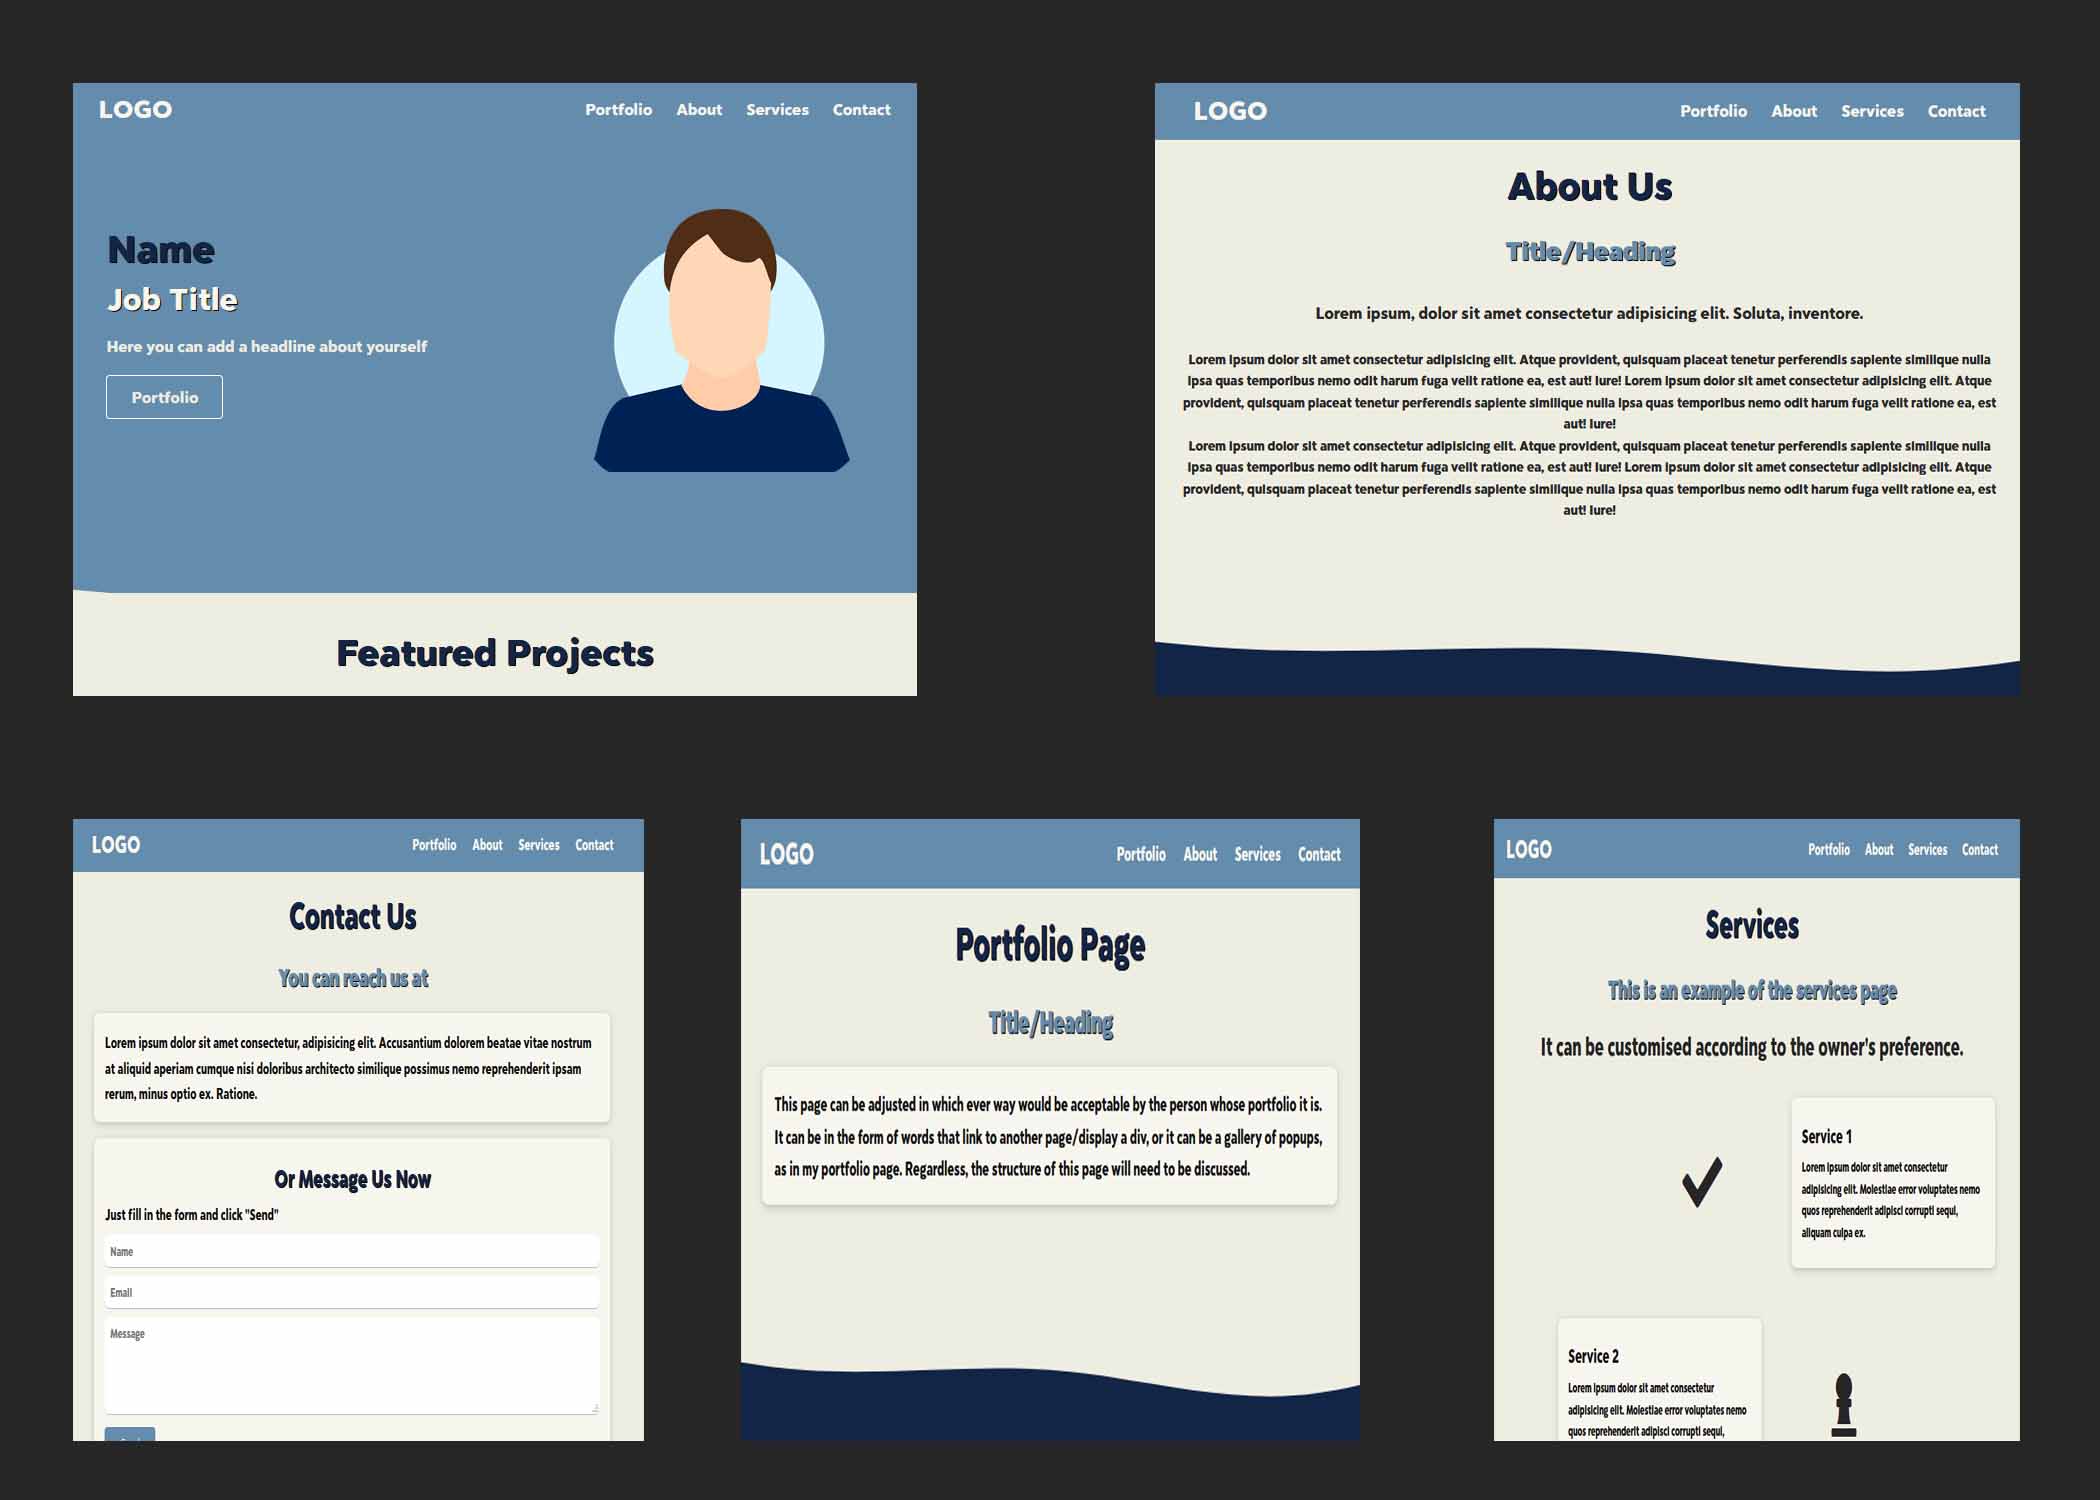 LOGO
Portfolio About Services Contact
Name
Job Title
Here you can add a headline about yourself
Portfolio
Featured Projects
LOGO
Portfolio About Services Contact
About Us
Title/Heading
Lorem ipsum, dolor sit amet consectetur adipisicing elit. Soluta, inventore.
Lorem ipsum dolor sit amet consectetur adipisicing elit. Atque provident, quisquam placeat tenetur perferendis sapiente similique nulla
ipsa quas temporibus nemo odit harum fuga velit ratione ea, est aut! Iure! Lorem ipsum dolor sit amet consectetur adipisicing elit. Atque
provident, quisquam placeat tenetur perferendis sapiente similique nulla ipsa quas temporibus nemo odit harum fuga velit ratione ea, est
aut! Iure!
Lorem ipsum dolor sit amet consectetur adipisicing elit. Atque provident, quisquam placeat tenetur perferendis sapiente similique nulla
ipsa quas temporibus nemo odit harum fuga velit ratione ea, est aut! Iure! Lorem ipsum dolor sit amet consectetur adipisicing elit. Atque
provident, quisquam placeat tenetur perferendis sapiente similique nulla ipsa quas temporibus nemo odit harum fuga velit ratione ea, est
aut! Iure!
LOGO
Portfolio About Services Contact
Contact Us
You can reach us at
Lorem ipsum dolor sit amet consectetur, adipisicing elit. Accusantium dolorem beatae vitae nostrum
at aliquid aperiam cumque nisi doloribus architecto similique possimus nemo reprehenderit ipsam
rerum, minus optio ex. Ratione.
Or Message Us Now
Just fill in the form and click "Send"
Name
Email
Message
LOGO
Portfolio About Services Contact
Portfolio Page
Title/Heading
This page can be adjusted in which ever way would be acceptable by the person whose portfolio it is.
It can be in the form of words that link to another page/display a div, or it can be a gallery of popups,
as in my portfolio page. Regardless, the structure of this page will need to be discussed.
LOGO
Portfolio About Services Contact
Services
This is an example of the services page
It can be customised according to the owner's preference.
Service 1
Lorem ipsum dolor sit amet consectetur
adipisicing elit. Molestiae error voluptates nemo
quos reprehenderit adipisci corrupti sequi,
aliquam culpa ex.
Service 2
Lorem ipsum dolor sit amet consectetur
adipisicing elit. Molestiae error voluptates nemo
quos reprehenderit adipisci corrupti sequi,